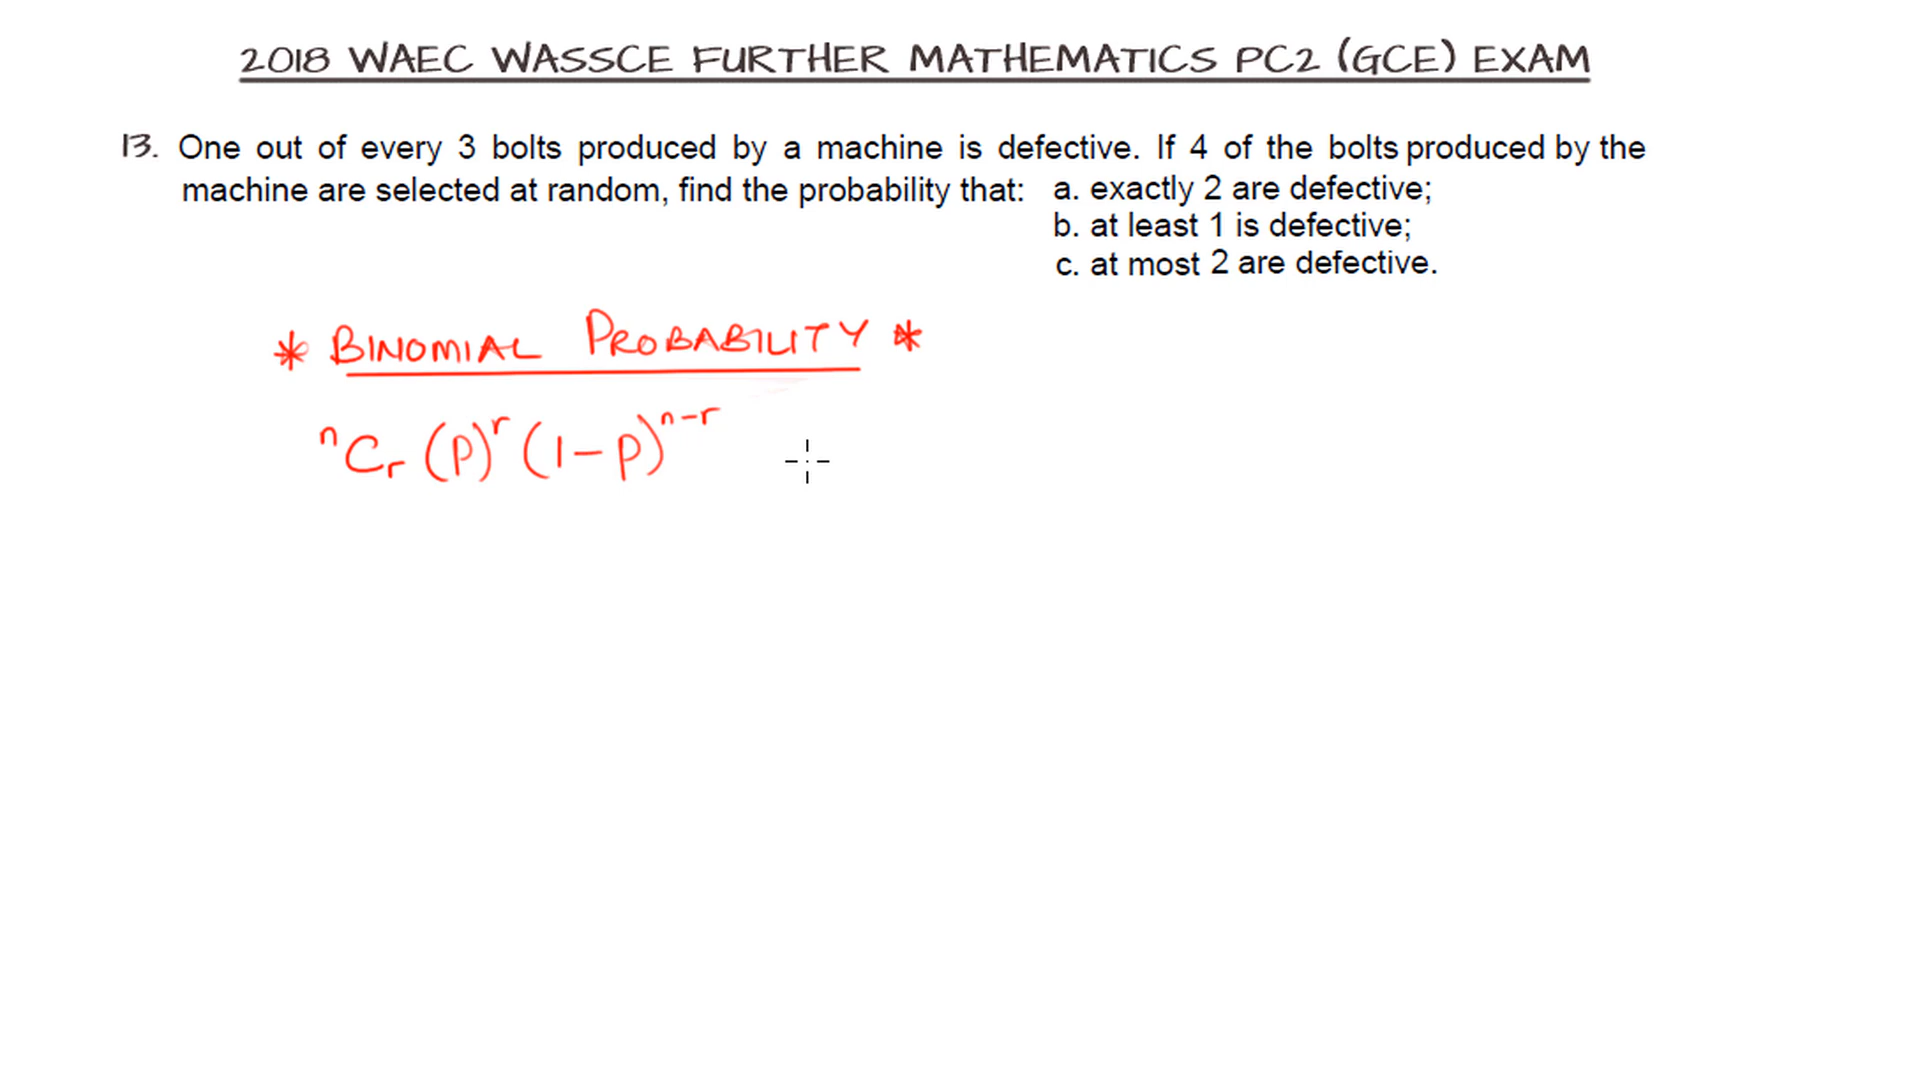 2018 WAEC WASSCE FURTHER MATHEMATICS PC2 (GCE) EXAM
13. One out of every 3 bolts produced by a machine is defective. If 4 of the bolts produced by the
machine are selected at random, find the probability that: a. exactly 2 are defective;
b. at least 1 is defective;
c. at most 2 are defective.
* BINOMIAL PROBABILITY *
ⁿCᵣ (p)ʳ (1-p)ⁿ⁻ʳ